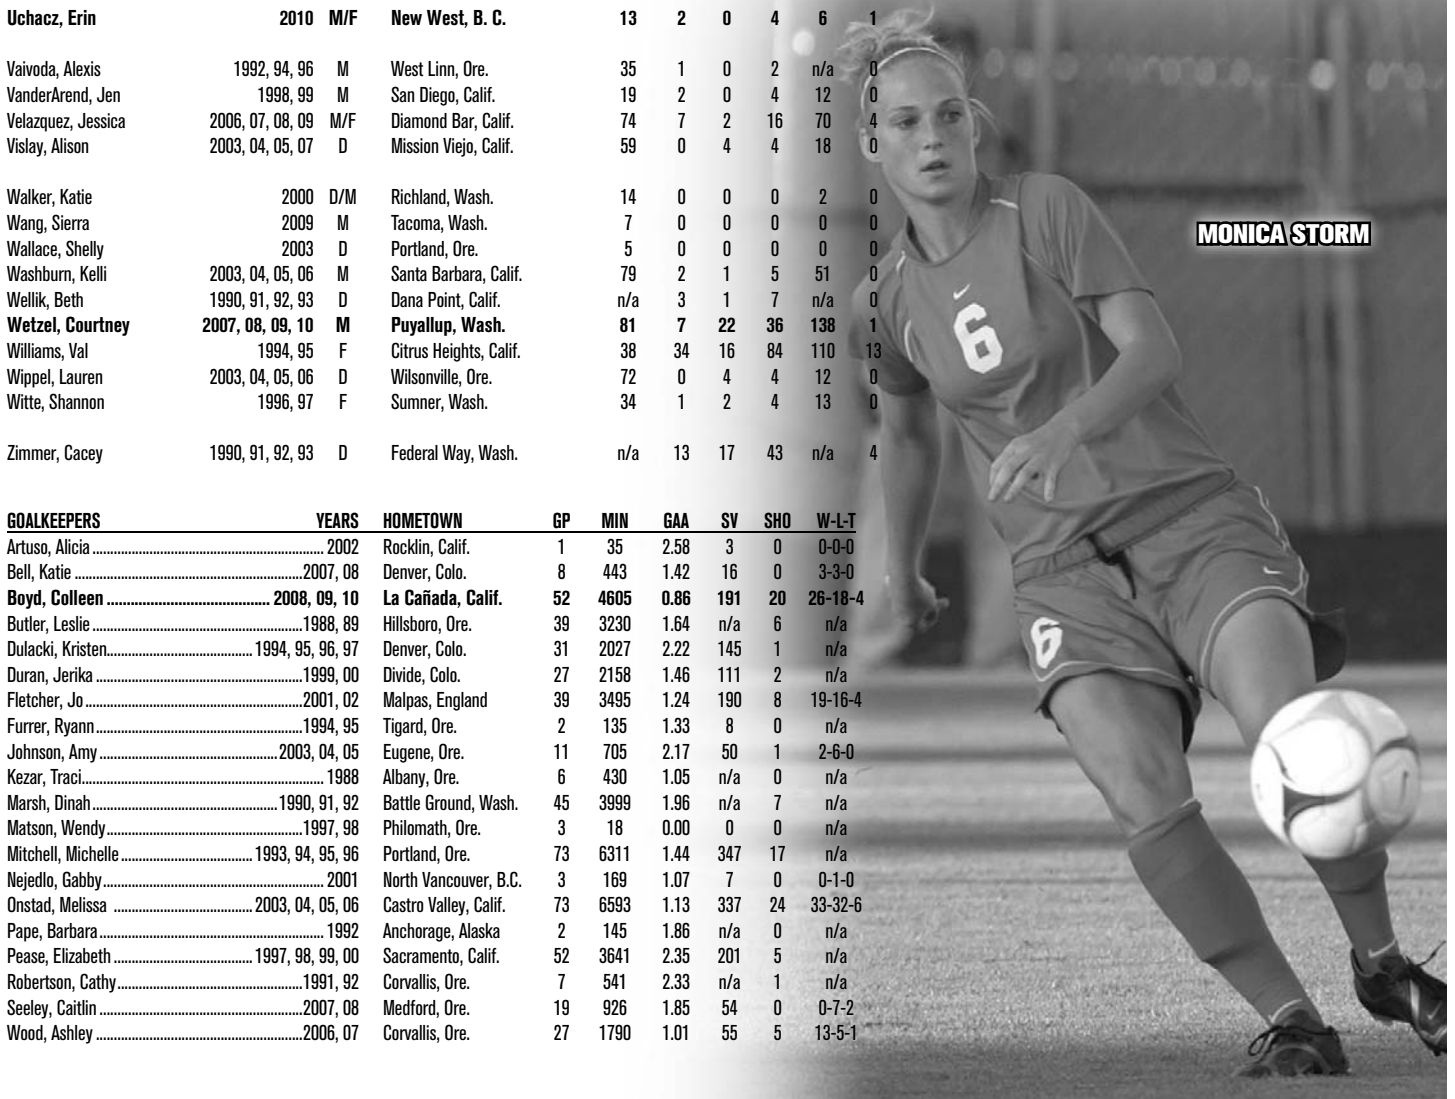 Uchacz, Erin 2010 M/F New West, B. C. 13 2 0 4 6 1
Vaivoda, Alexis 1992, 94, 96 M West Linn, Ore. 35 1 0 2 n/a 0
VanderArend, Jen 1998, 99 M San Diego, Calif. 19 2 0 4 12 0
Velazquez, Jessica 2006, 07, 08, 09 M/F Diamond Bar, Calif. 74 7 2 16 70 4
Vislay, Alison 2003, 04, 05, 07 D Mission Viejo, Calif. 59 0 4 4 18 0
Walker, Katie 2000 D/M Richland, Wash. 14 0 0 0 2 0
Wang, Sierra 2009 M Tacoma, Wash. 7 0 0 0 0 0
Wallace, Shelly 2003 D Portland, Ore. 5 0 0 0 0 0
Washburn, Kelli 2003, 04, 05, 06 M Santa Barbara, Calif. 79 2 1 5 51 0
Wellik, Beth 1990, 91, 92, 93 D Dana Point, Calif. n/a 3 1 7 n/a 0
Wetzel, Courtney 2007, 08, 09, 10 M Puyallup, Wash. 81 7 22 36 138 1
Williams, Val 1994, 95 F Citrus Heights, Calif. 38 34 16 84 110 13
Wippel, Lauren 2003, 04, 05, 06 D Wilsonville, Ore. 72 0 4 4 12 0
Witte, Shannon 1996, 97 F Sumner, Wash. 34 1 2 4 13 0
Zimmer, Cacey 1990, 91, 92, 93 D Federal Way, Wash. n/a 13 17 43 n/a 4
GOALKEEPERS YEARS HOMETOWN GP MIN GAA SV SHO W-L-T
Artuso, Alicia 2002 Rocklin, Calif. 1 35 2.58 3 0 0-0-0
Bell, Katie 2007, 08 Denver, Colo. 8 443 1.42 16 0 3-3-0
Boyd, Colleen 2008, 09, 10 La Cañada, Calif. 52 4605 0.86 191 20 26-18-4
Butler, Leslie 1988, 89 Hillsboro, Ore. 39 3230 1.64 n/a 6 n/a
Dulacki, Kristen 1994, 95, 96, 97 Denver, Colo. 31 2027 2.22 145 1 n/a
Duran, Jerika 1999, 00 Divide, Colo. 27 2158 1.46 111 2 n/a
Fletcher, Jo 2001, 02 Malpas, England 39 3495 1.24 190 8 19-16-4
Furrer, Ryann 1994, 95 Tigard, Ore. 2 135 1.33 8 0 n/a
Johnson, Amy 2003, 04, 05 Eugene, Ore. 11 705 2.17 50 1 2-6-0
Kezar, Traci 1988 Albany, Ore. 6 430 1.05 n/a 0 n/a
Marsh, Dinah 1990, 91, 92 Battle Ground, Wash. 45 3999 1.96 n/a 7 n/a
Matson, Wendy 1997, 98 Philomath, Ore. 3 18 0.00 0 0 n/a
Mitchell, Michelle 1993, 94, 95, 96 Portland, Ore. 73 6311 1.44 347 17 n/a
Nejedlo, Gabby 2001 North Vancouver, B.C. 3 169 1.07 7 0 0-1-0
Onstad, Melissa 2003, 04, 05, 06 Castro Valley, Calif. 73 6593 1.13 337 24 33-32-6
Pape, Barbara 1992 Anchorage, Alaska 2 145 1.86 n/a 0 n/a
Pease, Elizabeth 1997, 98, 99, 00 Sacramento, Calif. 52 3641 2.35 201 5 n/a
Robertson, Cathy 1991, 92 Corvallis, Ore. 7 541 2.33 n/a 1 n/a
Seeley, Caitlin 2007, 08 Medford, Ore. 19 926 1.85 54 0 0-7-2
Wood, Ashley 2006, 07 Corvallis, Ore. 27 1790 1.01 55 5 13-5-1
MONICA STORM
6
6